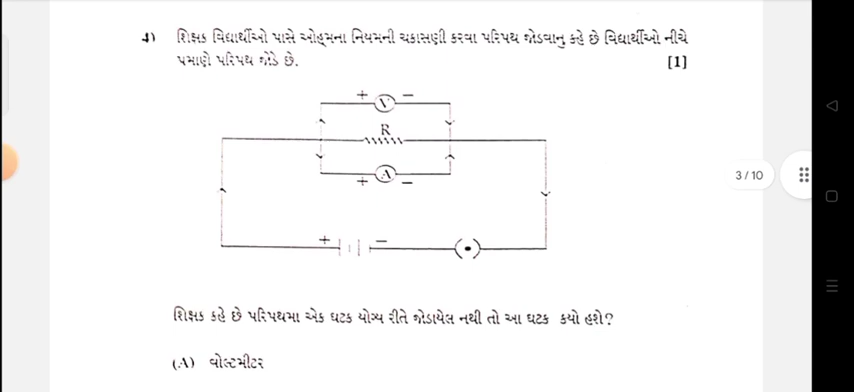 4) શિક્ષક વિદ્યાર્થીઓ પાસે ઓહ્મના નિયમની ચકાસણી કરવા પરિપથ જોડવાનુ કહે છે વિદ્યાર્થીઓ નીચે
પમાણે પરિપથ જોડે છે. [1]
+ V −
R
+ A −
+ −
3 / 10
શિક્ષક કહે છે પરિપથમા એક ઘટક યોગ્ય રીતે જોડાયેલ નથી તો આ ઘટક કયો હશે?
(A) વોલ્ટમીટર